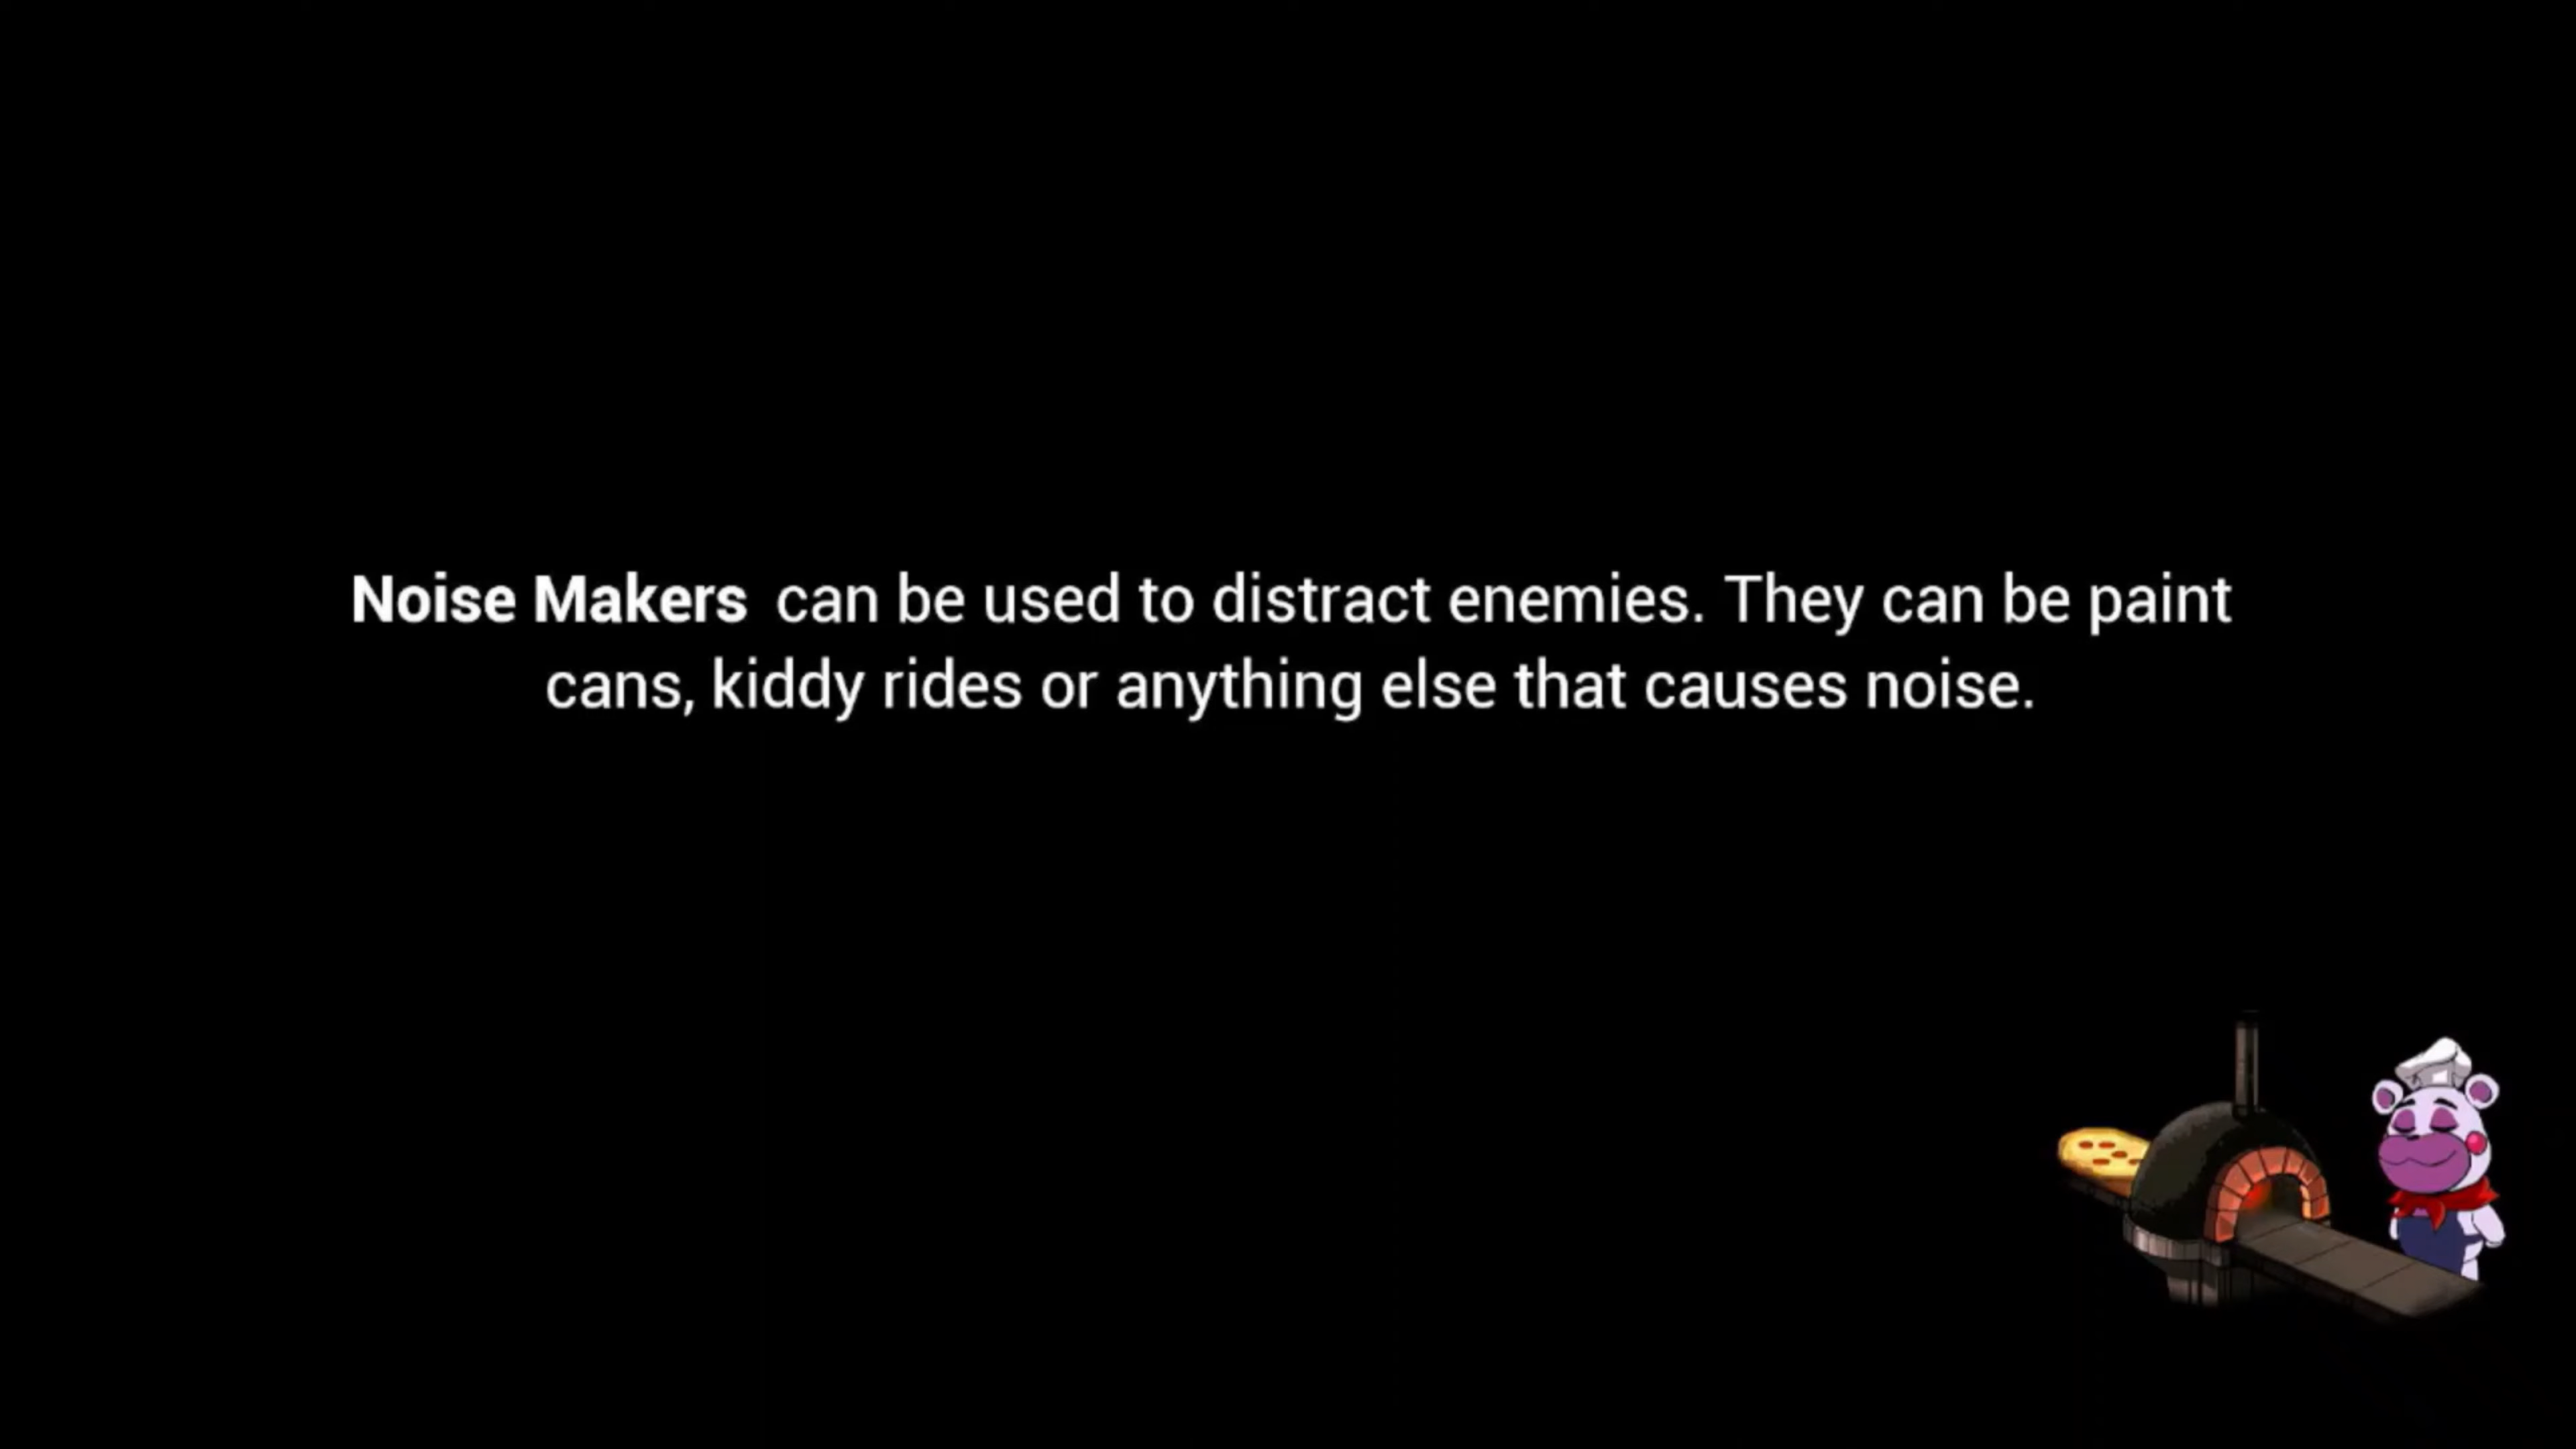 Noise Makers can be used to distract enemies. They can be paint
cans, kiddy rides or anything else that causes noise.